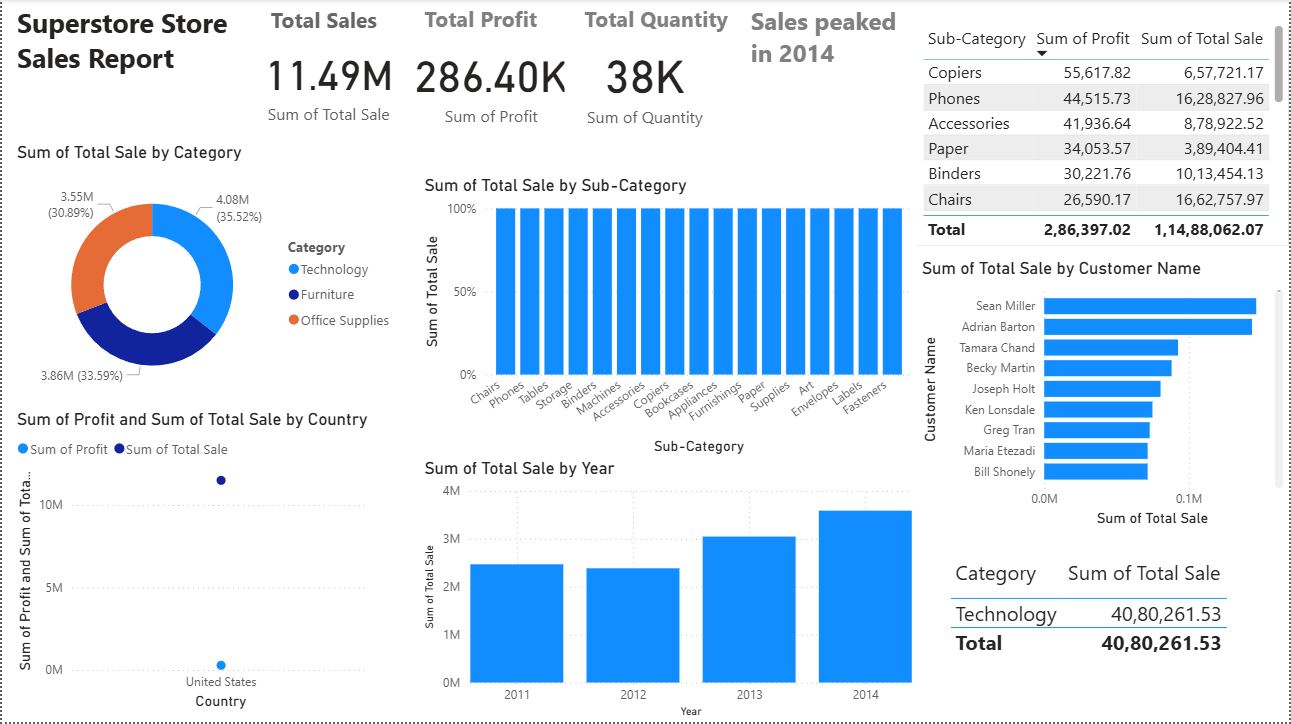 Superstore Store
Sales Report
Total Sales
11.49M
Sum of Total Sale
Total Profit
286.40K
Sum of Profit
Total Quantity
38K
Sum of Quantity
Sales peaked
in 2014
Sub-Category Sum of Profit Sum of Total Sale
Copiers 55,617.82 6,57,721.17
Phones 44,515.73 16,28,827.96
Accessories 41,936.64 8,78,922.52
Paper 34,053.57 3,89,404.41
Binders 30,221.76 10,13,454.13
Chairs 26,590.17 16,62,757.97
Total 2,86,397.02 1,14,88,062.07
Sum of Total Sale by Category
3.55M
(30.89%)
4.08M
(35.52%)
3.86M (33.59%)
Category
Technology
Furniture
Office Supplies
Sum of Total Sale by Sub-Category
Sum of Total Sale
100%
50%
0%
Chairs
Phones
Tables
Storage
Binders
Machines
Accessories
Copiers
Bookcases
Appliances
Furnishings
Paper
Supplies
Art
Envelopes
Labels
Fasteners
Sub-Category
Sum of Total Sale by Customer Name
Customer Name
Sean Miller
Adrian Barton
Tamara Chand
Becky Martin
Joseph Holt
Ken Lonsdale
Greg Tran
Maria Etezadi
Bill Shonely
0.0M 0.1M
Sum of Total Sale
Sum of Profit and Sum of Total Sale by Country
Sum of Profit Sum of Total Sale
Sum of Profit and Sum of Tota...
10M
5M
0M
United States
Country
Sum of Total Sale by Year
Sum of Total Sale
4M
3M
2M
1M
0M
2011 2012 2013 2014
Year
Category Sum of Total Sale
Technology 40,80,261.53
Total 40,80,261.53